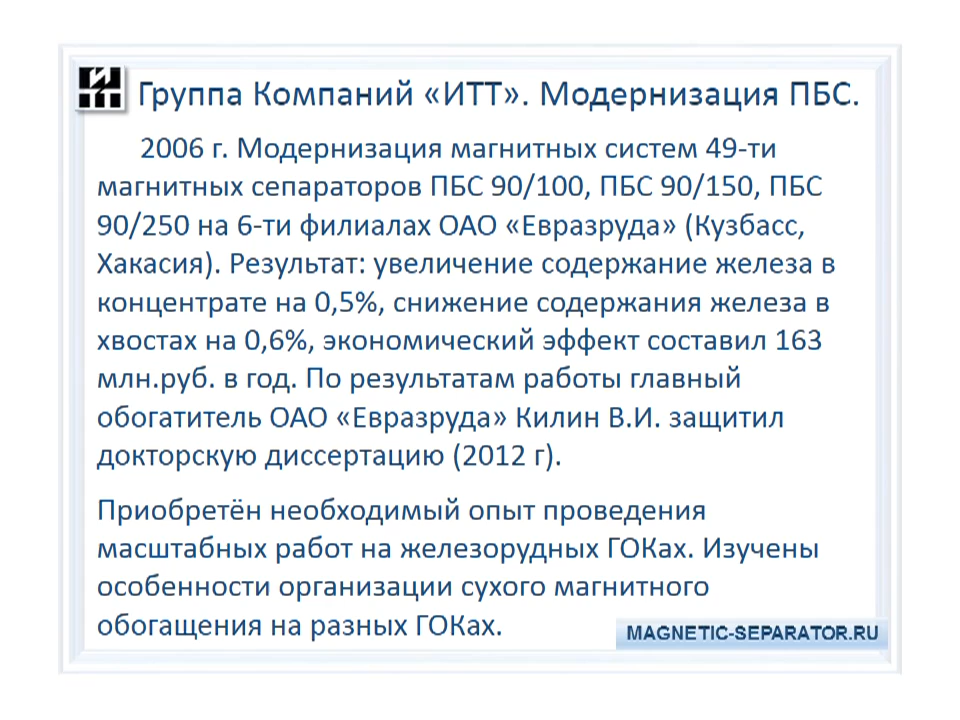 Группа Компаний «ИТТ». Модернизация ПБС.
2006 г. Модернизация магнитных систем 49-ти
магнитных сепараторов ПБС 90/100, ПБС 90/150, ПБС
90/250 на 6-ти филиалах ОАО «Евразруда» (Кузбасс,
Хакасия). Результат: увеличение содержание железа в
концентрате на 0,5%, снижение содержания железа в
хвостах на 0,6%, экономический эффект составил 163
млн.руб. в год. По результатам работы главный
обогатитель ОАО «Евразруда» Килин В.И. защитил
докторскую диссертацию (2012 г).
Приобретён необходимый опыт проведения
масштабных работ на железорудных ГОКах. Изучены
особенности организации сухого магнитного
обогащения на разных ГОКах.
MAGNETIC-SEPARATOR.RU